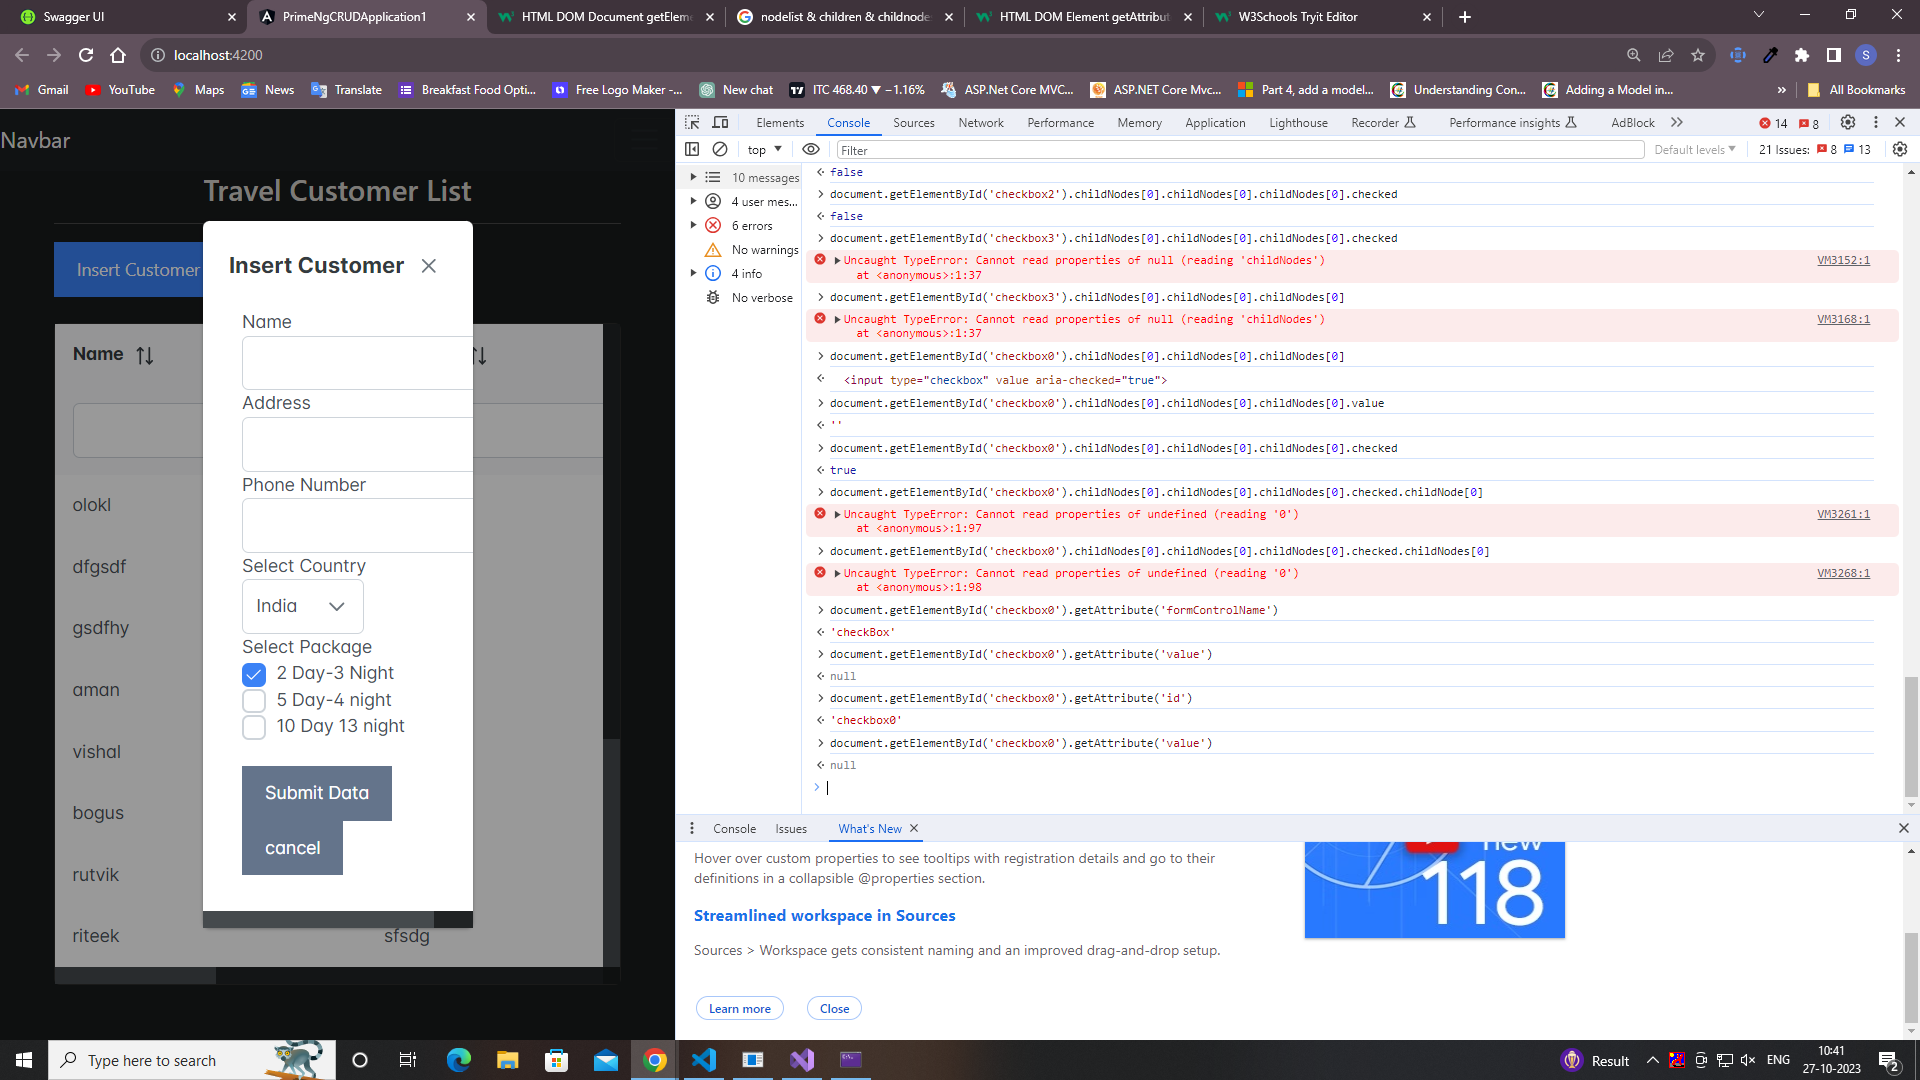 Swagger UI
PrimeNgCRUDApplication1
HTML DOM Document getElem
nodelist & children & childnode
HTML DOM Element getAttribut
W3Schools Tryit Editor
localhost:4200
Gmail
YouTube
Maps
News
Translate
Breakfast Food Opti...
Free Logo Maker -...
New chat
ITC 468.40 ▼ −1.16%
ASP.Net Core MVC...
ASP.NET Core Mvc...
Part 4, add a model...
Understanding Con...
Adding a Model in...
»
All Bookmarks
Navbar
Travel Customer List
Insert Customer
Name
olokl
dfgsdf
gsdfhy
aman
vishal
bogus
rutvik
riteek
sfsdg
Insert Customer
Name
Address
Phone Number
Select Country
India
Select Package
2 Day-3 Night
5 Day-4 night
10 Day 13 night
Submit Data
cancel
Elements
Console
Sources
Network
Performance
Memory
Application
Lighthouse
Recorder
Performance insights
AdBlock
14
8
top
Filter
Default levels
21 Issues:
8
13
10 messages
4 user mes...
6 errors
No warnings
4 info
No verbose
false
document.getElementById('checkbox2').childNodes[0].childNodes[0].childNodes[0].checked
false
document.getElementById('checkbox3').childNodes[0].childNodes[0].childNodes[0].checked
Uncaught TypeError: Cannot read properties of null (reading 'childNodes')
VM3152:1
at <anonymous>:1:37
document.getElementById('checkbox3').childNodes[0].childNodes[0].childNodes[0]
Uncaught TypeError: Cannot read properties of null (reading 'childNodes')
VM3168:1
at <anonymous>:1:37
document.getElementById('checkbox0').childNodes[0].childNodes[0].childNodes[0]
<input type="checkbox" value aria-checked="true">
document.getElementById('checkbox0').childNodes[0].childNodes[0].childNodes[0].value
''
document.getElementById('checkbox0').childNodes[0].childNodes[0].childNodes[0].checked
true
document.getElementById('checkbox0').childNodes[0].childNodes[0].childNodes[0].checked.childNode[0]
Uncaught TypeError: Cannot read properties of undefined (reading '0')
VM3261:1
at <anonymous>:1:97
document.getElementById('checkbox0').childNodes[0].childNodes[0].childNodes[0].checked.childNodes[0]
Uncaught TypeError: Cannot read properties of undefined (reading '0')
VM3268:1
at <anonymous>:1:98
document.getElementById('checkbox0').getAttribute('formControlName')
'checkBox'
document.getElementById('checkbox0').getAttribute('value')
null
document.getElementById('checkbox0').getAttribute('id')
'checkbox0'
document.getElementById('checkbox0').getAttribute('value')
null
Console
Issues
What's New
Hover over custom properties to see tooltips with registration details and go to their
definitions in a collapsible @properties section.
Streamlined workspace in Sources
Sources > Workspace gets consistent naming and an improved drag-and-drop setup.
Learn more
Close
new
118
Type here to search
Result
ENG
10:41
27-10-2023
2